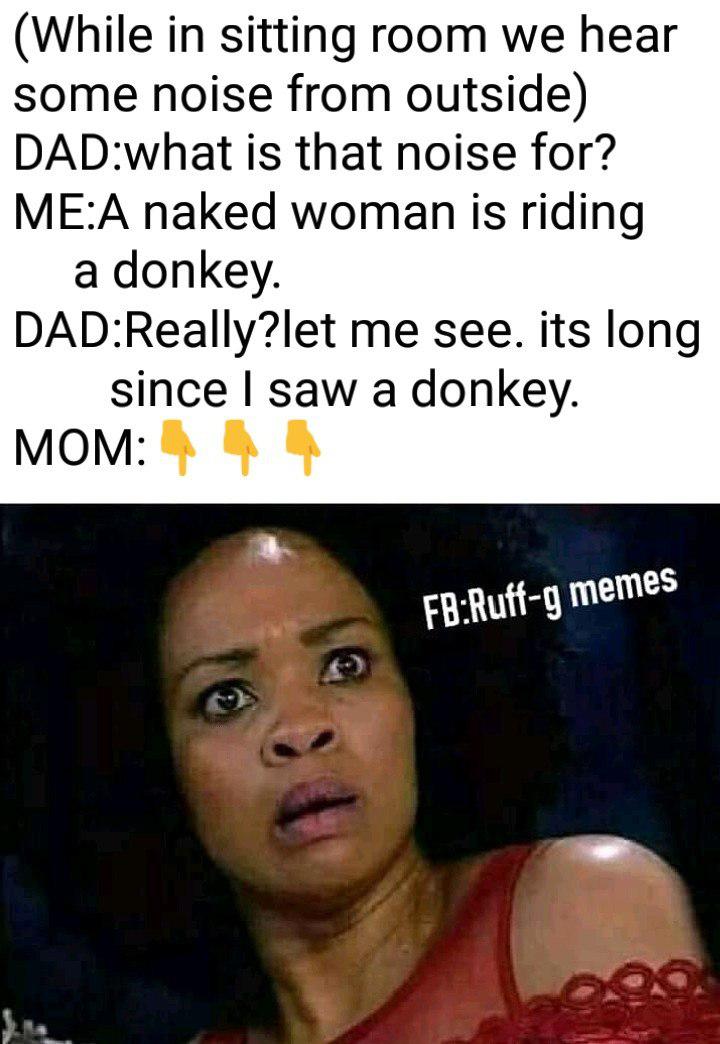 (While in sitting room we hear
some noise from outside)
DAD:what is that noise for?
ME:A naked woman is riding
a donkey.
DAD:Really?let me see. its long
since I saw a donkey.
MOM:👇👇👇
FB:Ruff-g memes